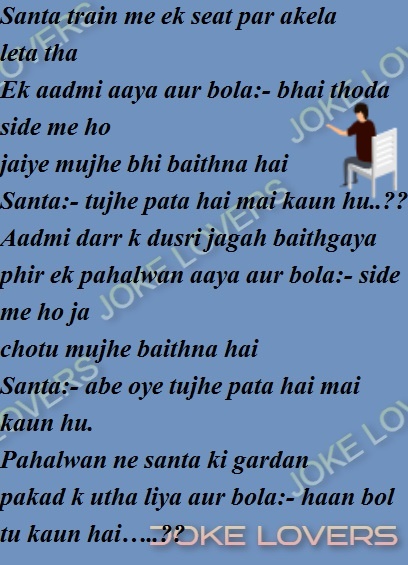 Santa train me ek seat par akela
leta tha
Ek aadmi aaya aur bola:- bhai thoda
side me ho
jaiye mujhe bhi baithna hai
Santa:- tujhe pata hai mai kaun hu..??
Aadmi darr k dusri jagah baithgaya
phir ek pahalwan aaya aur bola:- side
me ho ja
chotu mujhe baithna hai
Santa:- abe oye tujhe pata hai mai
kaun hu.
Pahalwan ne santa ki gardan
pakad k utha liya aur bola:- haan bol
tu kaun hai…..??
JOKE LOVERS
JOKE LOVERS